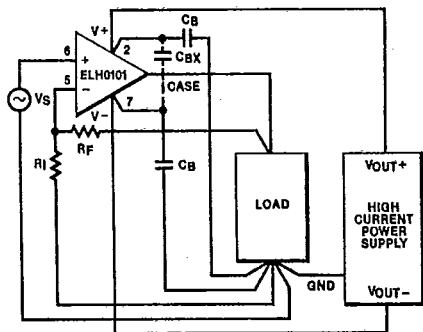 V+
CB
2
6
+
CBX
ELH0101
5
−
CASE
7
VS
V−
RF
RI
CB
LOAD
VOUT+
HIGH
CURRENT
POWER
SUPPLY
GND
VOUT−